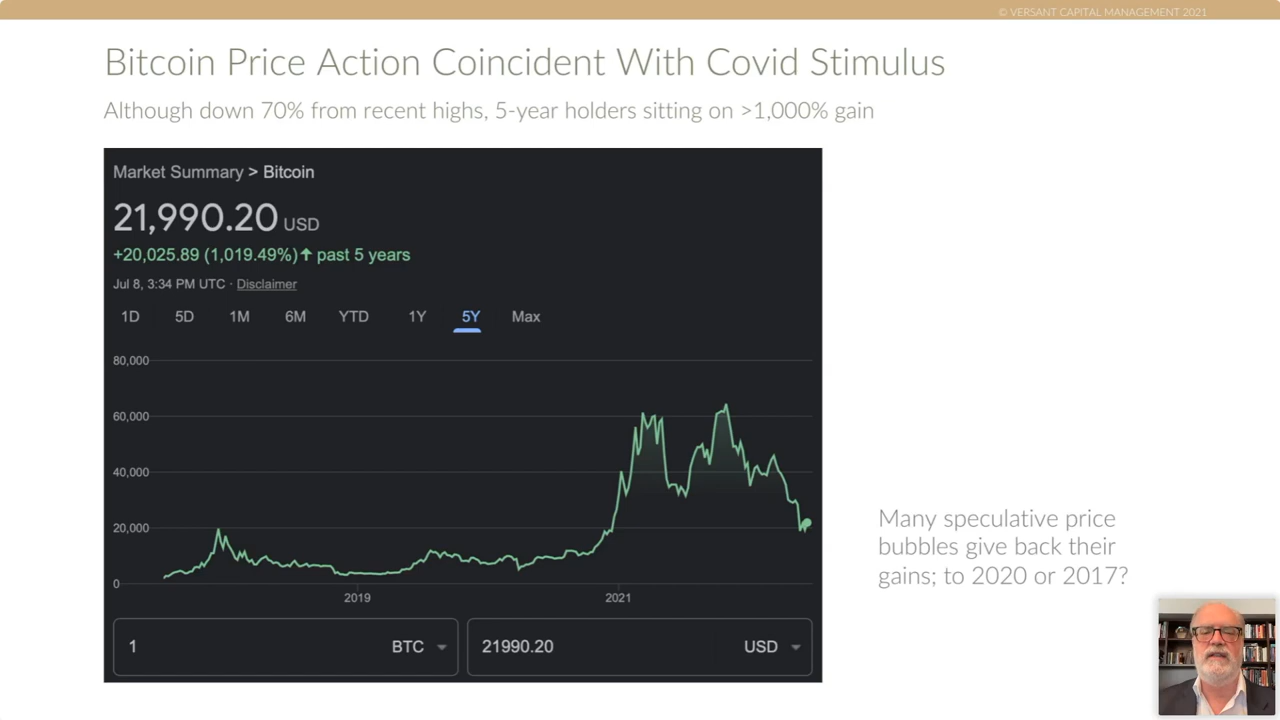 © VERSANT CAPITAL MANAGEMENT 2021
Bitcoin Price Action Coincident With Covid Stimulus
Although down 70% from recent highs, 5-year holders sitting on >1,000% gain
Market Summary > Bitcoin
21,990.20 USD
+20,025.89 (1,019.49%)↑ past 5 years
Jul 8, 3:34 PM UTC · Disclaimer
1D 5D 1M 6M YTD 1Y 5Y Max
80,000
60,000
40,000
20,000
0
2019 2021
1 BTC 21990.20 USD
Many speculative price
bubbles give back their
gains; to 2020 or 2017?